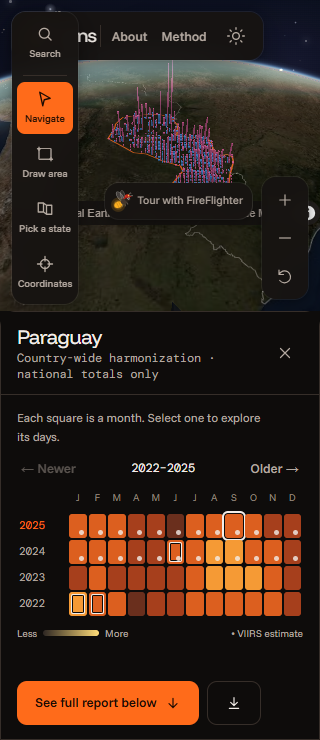 Search
ns
About
Method
Navigate
Draw area
Pick a state
Coordinates
Tour with FireFlighter
Paraguay
Country-wide harmonization ·
national totals only
Each square is a month. Select one to explore
its days.
← Newer
2022–2025
Older →
J F M A M J J A S O N D
2025
2024
2023
2022
Less
More
• VIIRS estimate
See full report below ↓